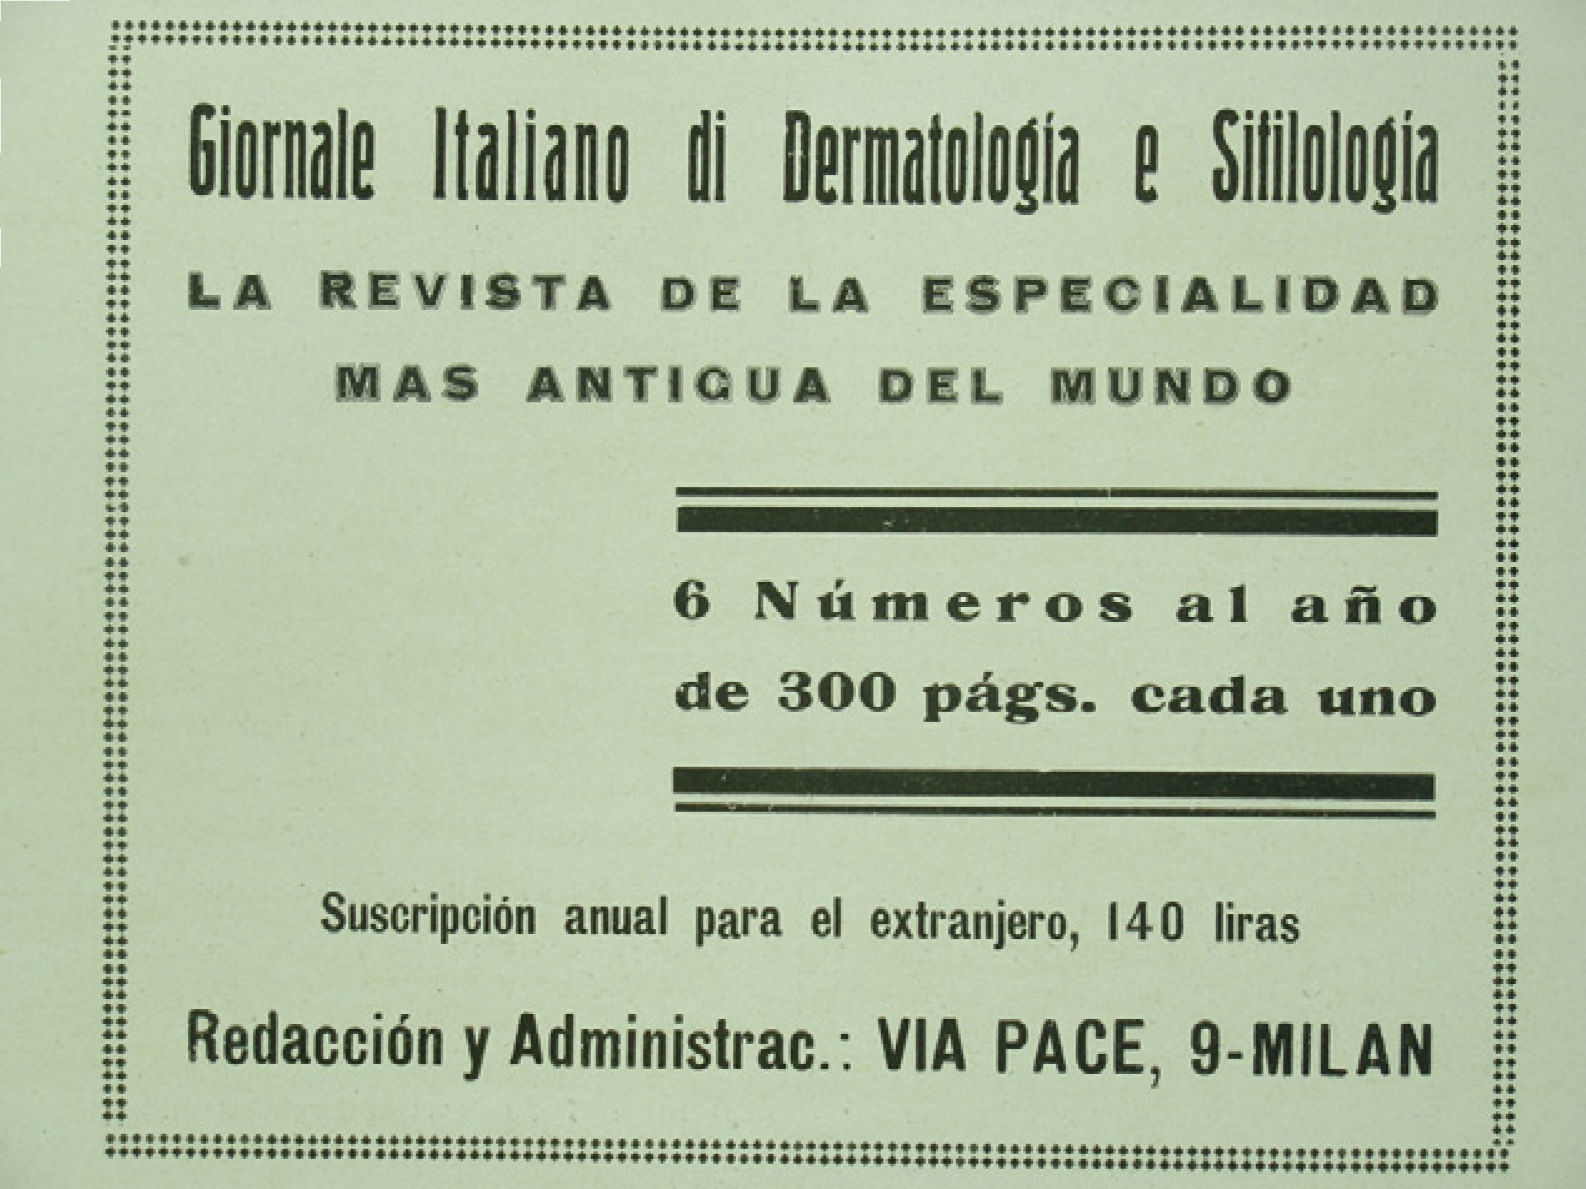 Giornale Italiano di Dermatología e Sifilología
LA REVISTA DE LA ESPECIALIDAD
MAS ANTIGUA DEL MUNDO
6 Números al año
de 300 págs. cada uno
Suscripción anual para el extranjero, 140 liras
Redacción y Administrac.: VIA PACE, 9-MILAN